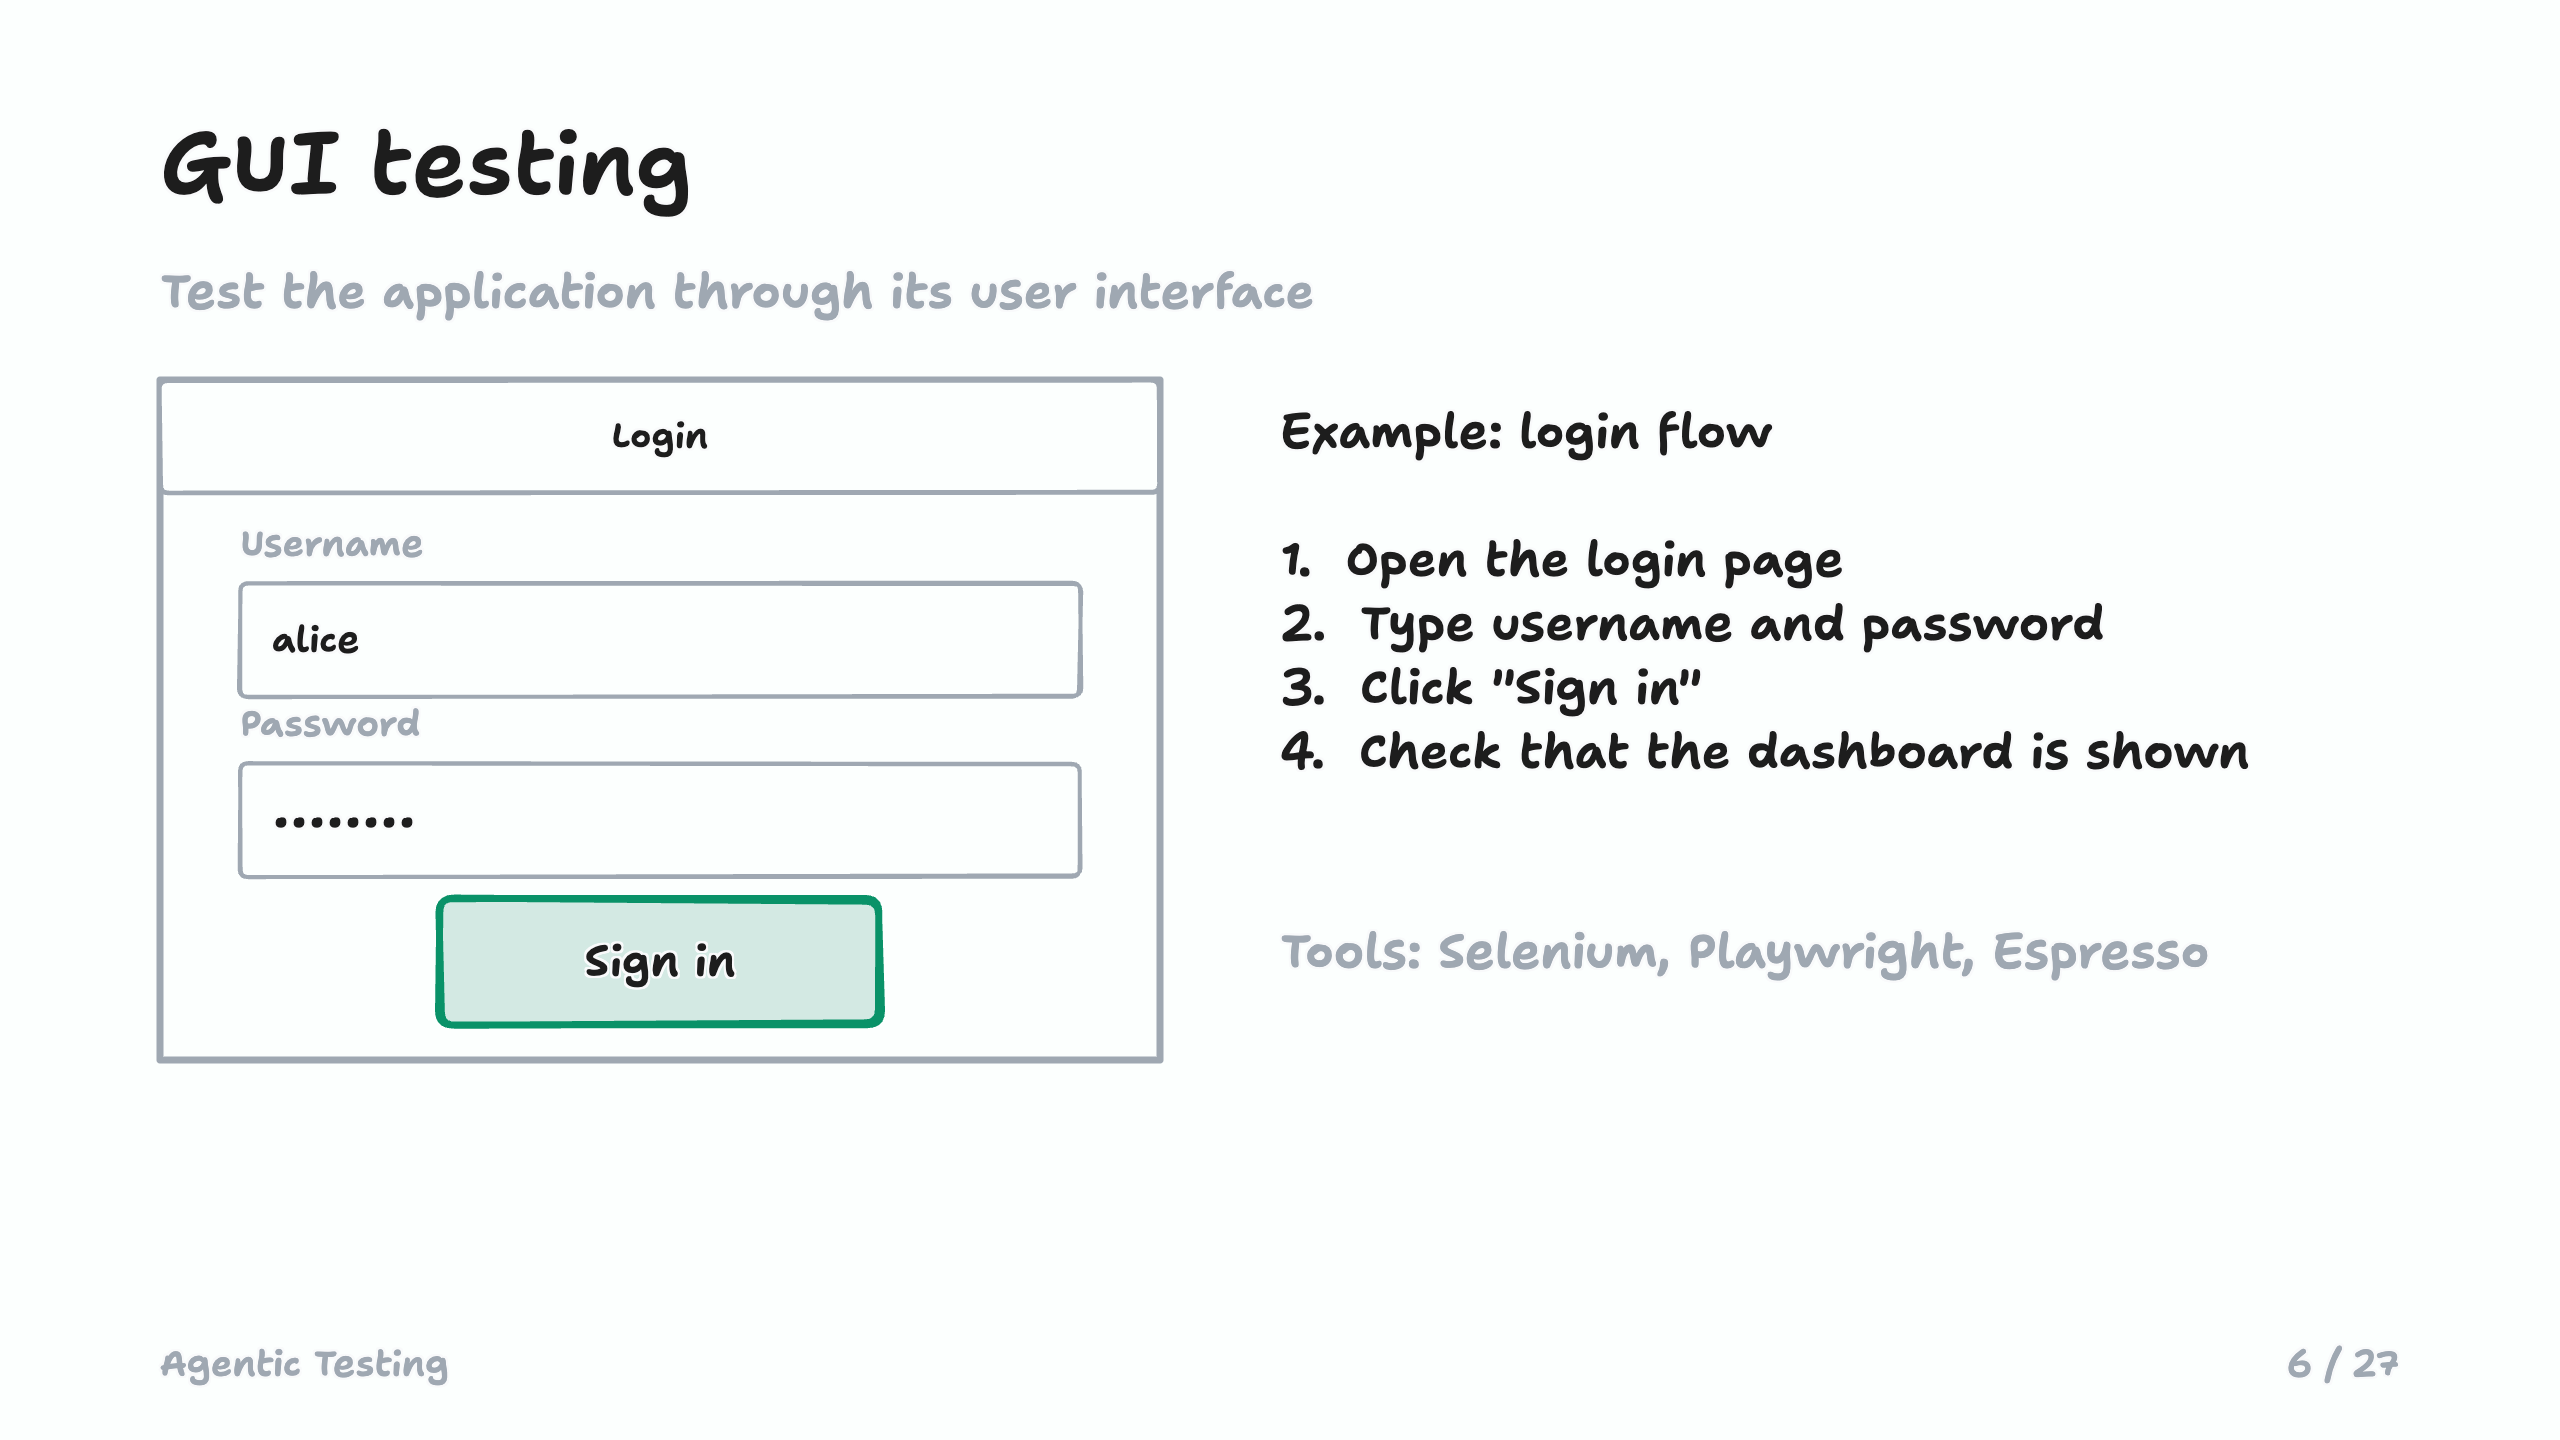 GUI testing
Test the application through its user interface
Login
Username
alice
Password
••••••••
Sign in
Example: login flow
1. Open the login page
2. Type username and password
3. Click "Sign in"
4. Check that the dashboard is shown
Tools: Selenium, Playwright, Espresso
Agentic Testing
6 / 27